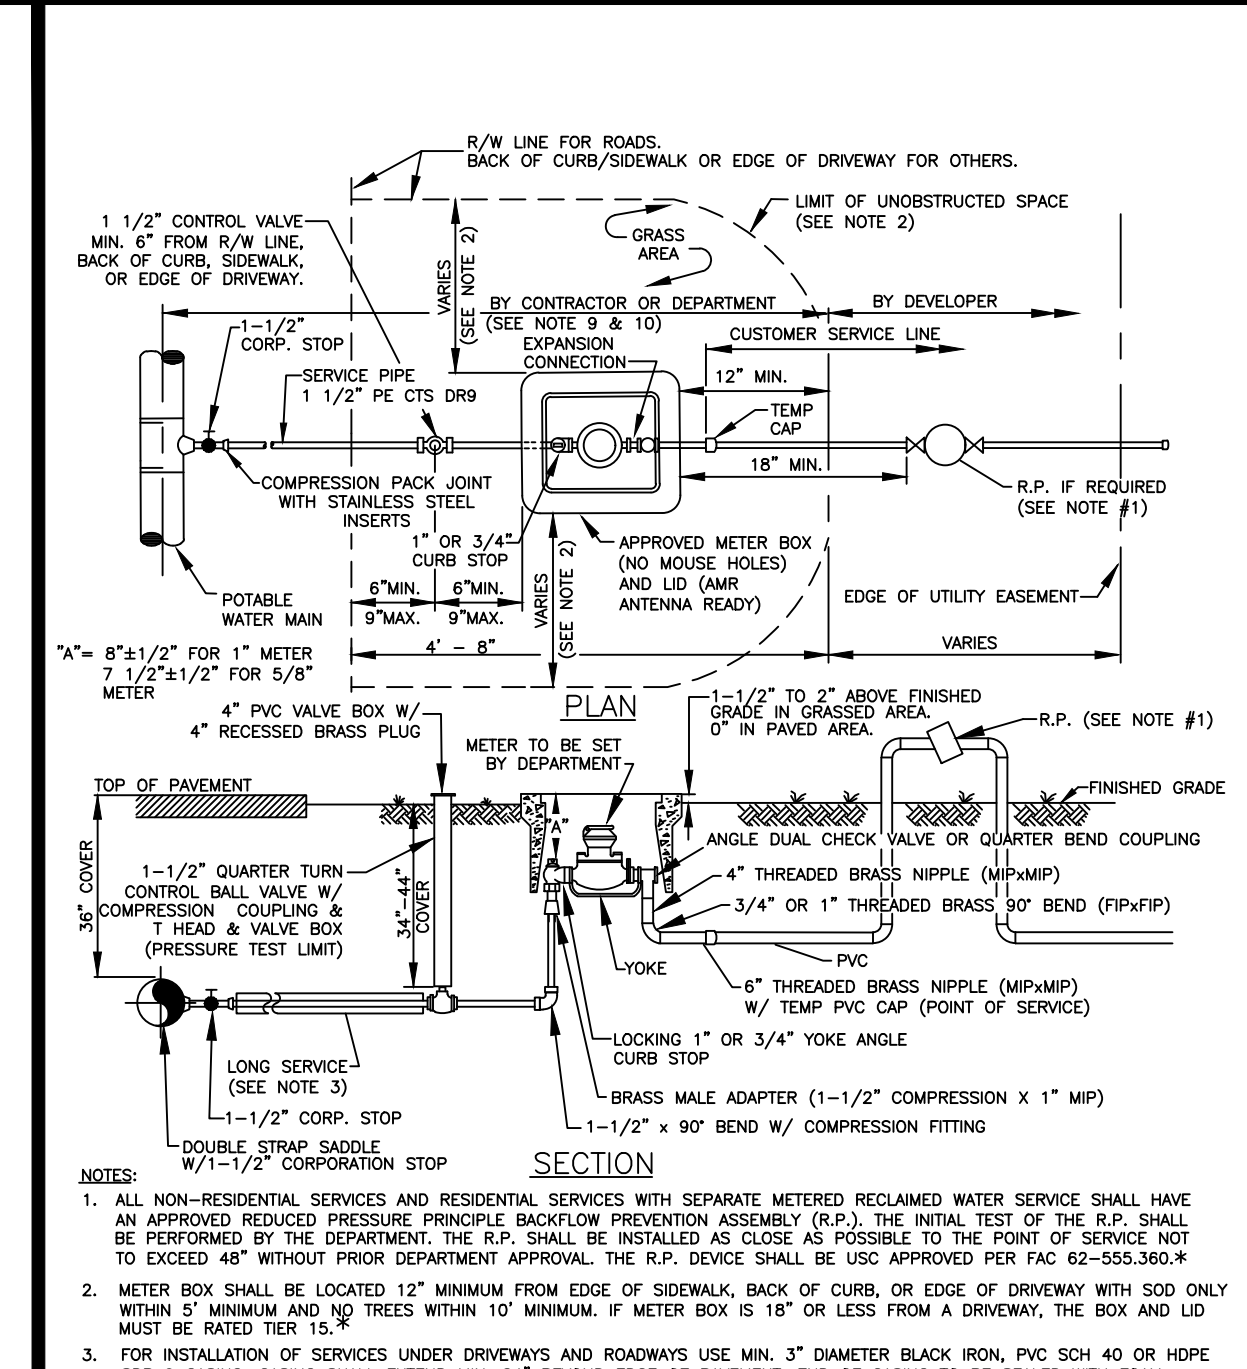 R/W LINE FOR ROADS.
BACK OF CURB/SIDEWALK OR EDGE OF DRIVEWAY FOR OTHERS.
1 1/2" CONTROL VALVE
MIN. 6" FROM R/W LINE,
BACK OF CURB, SIDEWALK,
OR EDGE OF DRIVEWAY.
LIMIT OF UNOBSTRUCTED SPACE
(SEE NOTE 2)
GRASS
AREA
VARIES
(SEE NOTE 2)
BY CONTRACTOR OR DEPARTMENT
(SEE NOTE 9 & 10)
BY DEVELOPER
1-1/2"
CORP. STOP
EXPANSION
CONNECTION
CUSTOMER SERVICE LINE
SERVICE PIPE
1 1/2" PE CTS DR9
12" MIN.
TEMP
CAP
18" MIN.
COMPRESSION PACK JOINT
WITH STAINLESS STEEL
INSERTS
R.P. IF REQUIRED
(SEE NOTE #1)
1" OR 3/4"
CURB STOP
APPROVED METER BOX
(NO MOUSE HOLES)
AND LID (AMR
ANTENNA READY)
VARIES
(SEE NOTE 2)
POTABLE
WATER MAIN
6"MIN.
9"MAX.
6"MIN.
9"MAX.
EDGE OF UTILITY EASEMENT
4' - 8"
VARIES
"A"= 8"±1/2" FOR 1" METER
7 1/2"±1/2" FOR 5/8"
METER
PLAN
4" PVC VALVE BOX W/
4" RECESSED BRASS PLUG
1-1/2" TO 2" ABOVE FINISHED
GRADE IN GRASSED AREA.
0" IN PAVED AREA.
R.P. (SEE NOTE #1)
METER TO BE SET
BY DEPARTMENT
TOP OF PAVEMENT
FINISHED GRADE
"A"
ANGLE DUAL CHECK VALVE OR QUARTER BEND COUPLING
36" COVER
1-1/2" QUARTER TURN
CONTROL BALL VALVE W/
COMPRESSION COUPLING &
T HEAD & VALVE BOX
(PRESSURE TEST LIMIT)
34"-44"
COVER
4" THREADED BRASS NIPPLE (MIPxMIP)
3/4" OR 1" THREADED BRASS 90° BEND (FIPxFIP)
YOKE
PVC
6" THREADED BRASS NIPPLE (MIPxMIP)
W/ TEMP PVC CAP (POINT OF SERVICE)
LOCKING 1" OR 3/4" YOKE ANGLE
CURB STOP
LONG SERVICE
(SEE NOTE 3)
BRASS MALE ADAPTER (1-1/2" COMPRESSION X 1" MIP)
1-1/2" CORP. STOP
1-1/2" x 90° BEND W/ COMPRESSION FITTING
DOUBLE STRAP SADDLE
W/1-1/2" CORPORATION STOP
SECTION
NOTES:
1. ALL NON-RESIDENTIAL SERVICES AND RESIDENTIAL SERVICES WITH SEPARATE METERED RECLAIMED WATER SERVICE SHALL HAVE
AN APPROVED REDUCED PRESSURE PRINCIPLE BACKFLOW PREVENTION ASSEMBLY (R.P.). THE INITIAL TEST OF THE R.P. SHALL
BE PERFORMED BY THE DEPARTMENT. THE R.P. SHALL BE INSTALLED AS CLOSE AS POSSIBLE TO THE POINT OF SERVICE NOT
TO EXCEED 48" WITHOUT PRIOR DEPARTMENT APPROVAL. THE R.P. DEVICE SHALL BE USC APPROVED PER FAC 62-555.360.*
2. METER BOX SHALL BE LOCATED 12" MINIMUM FROM EDGE OF SIDEWALK, BACK OF CURB, OR EDGE OF DRIVEWAY WITH SOD ONLY
WITHIN 5' MINIMUM AND NO TREES WITHIN 10' MINIMUM. IF METER BOX IS 18" OR LESS FROM A DRIVEWAY, THE BOX AND LID
MUST BE RATED TIER 15.*
3. FOR INSTALLATION OF SERVICES UNDER DRIVEWAYS AND ROADWAYS USE MIN. 3" DIAMETER BLACK IRON, PVC SCH 40 OR HDPE